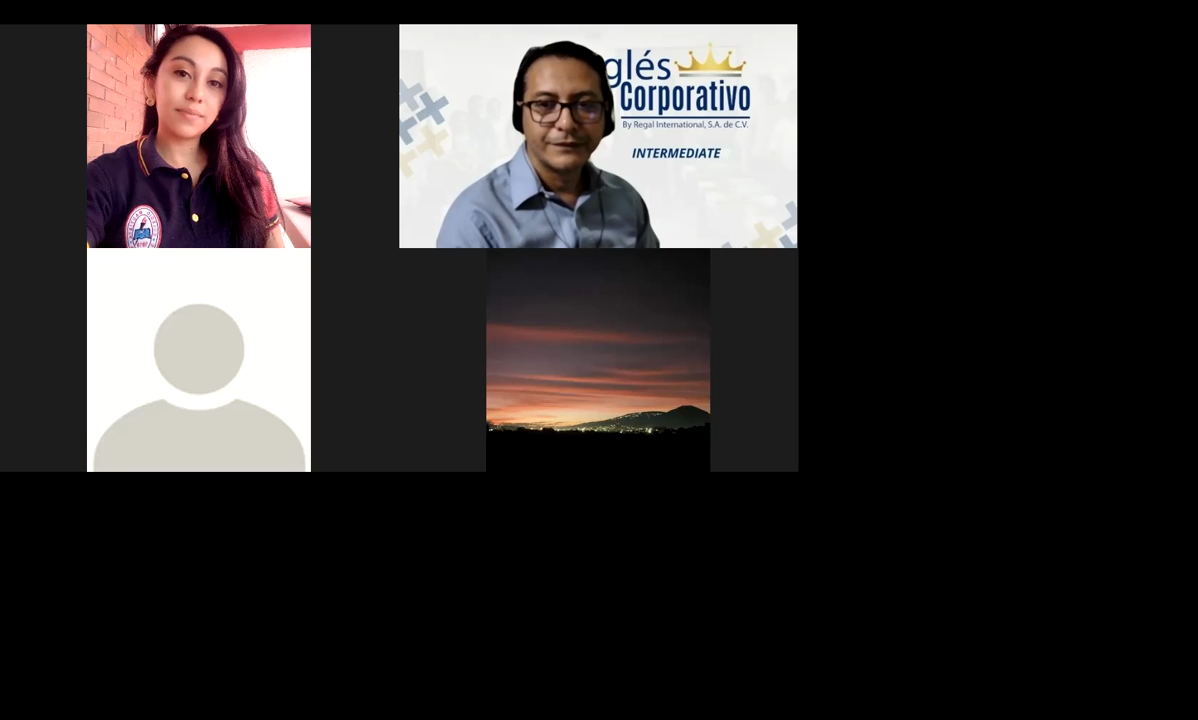 glés
Corporativo
By Regal International, S.A. de C.V.
INTERMEDIATE